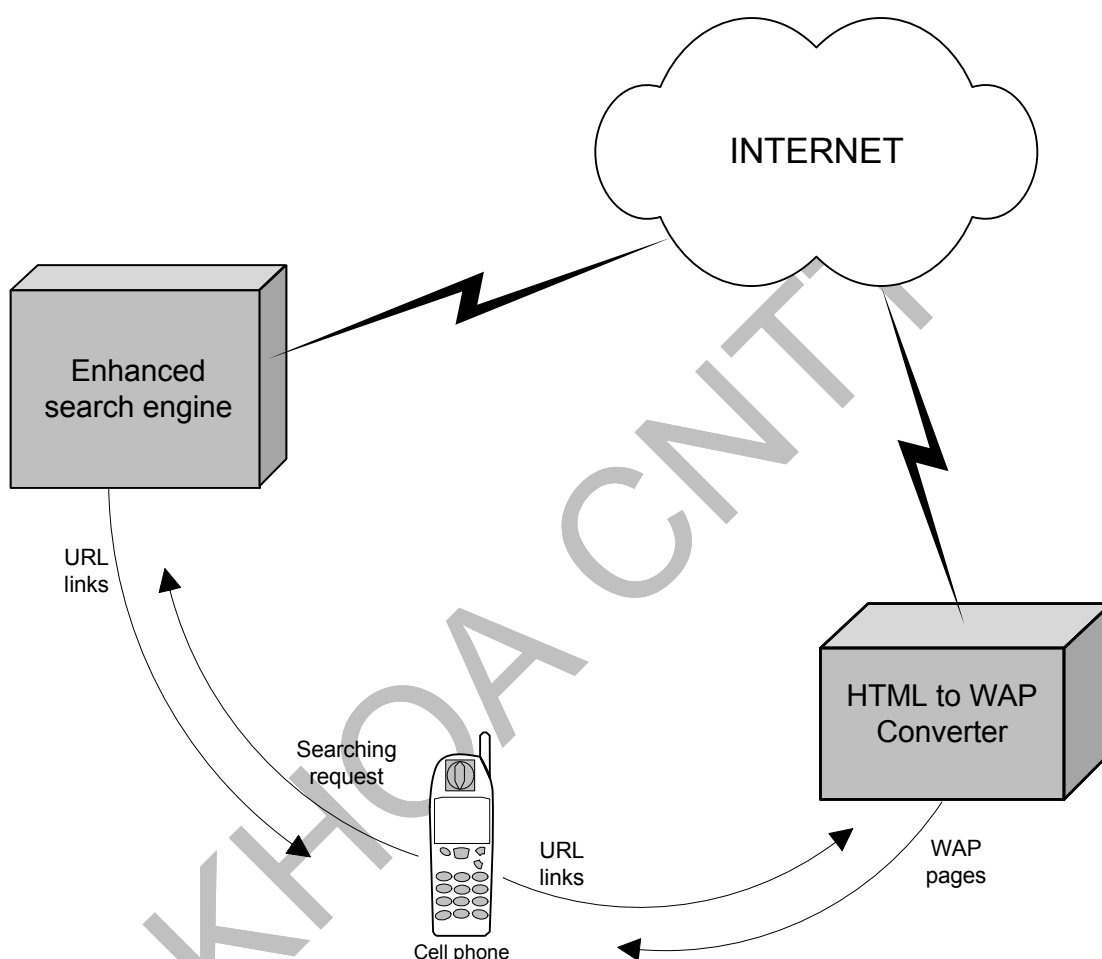 INTERNET
Enhanced
search engine
URL
links
Searching
request
HTML to WAP
Converter
URL
links
WAP
pages
Cell phone
KHOA CNTT